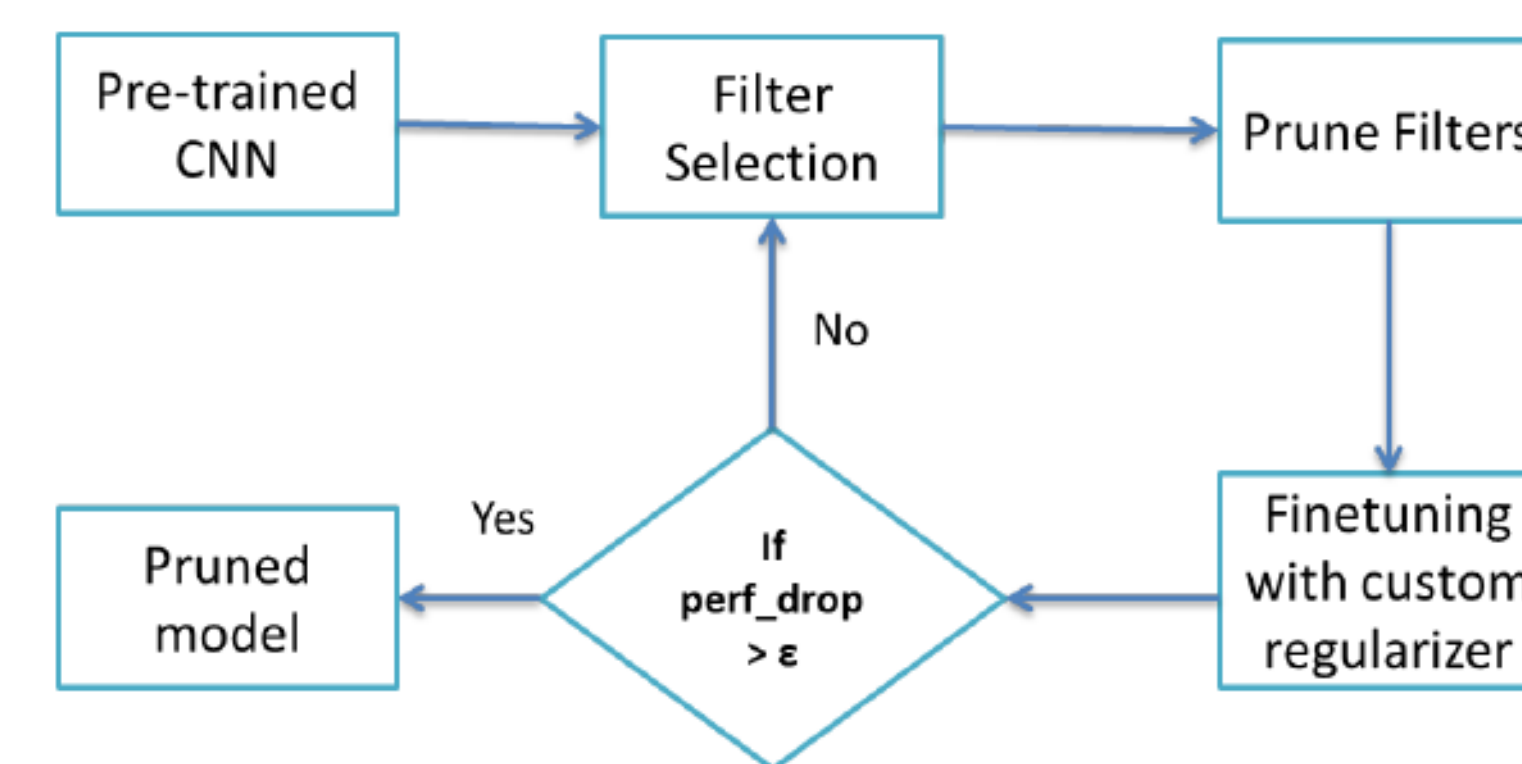 Pre-trained
CNN
Filter
Selection
Prune Filters
No
Yes
Pruned
model
If
perf_drop
> ε
Finetuning
with custom
regularizer